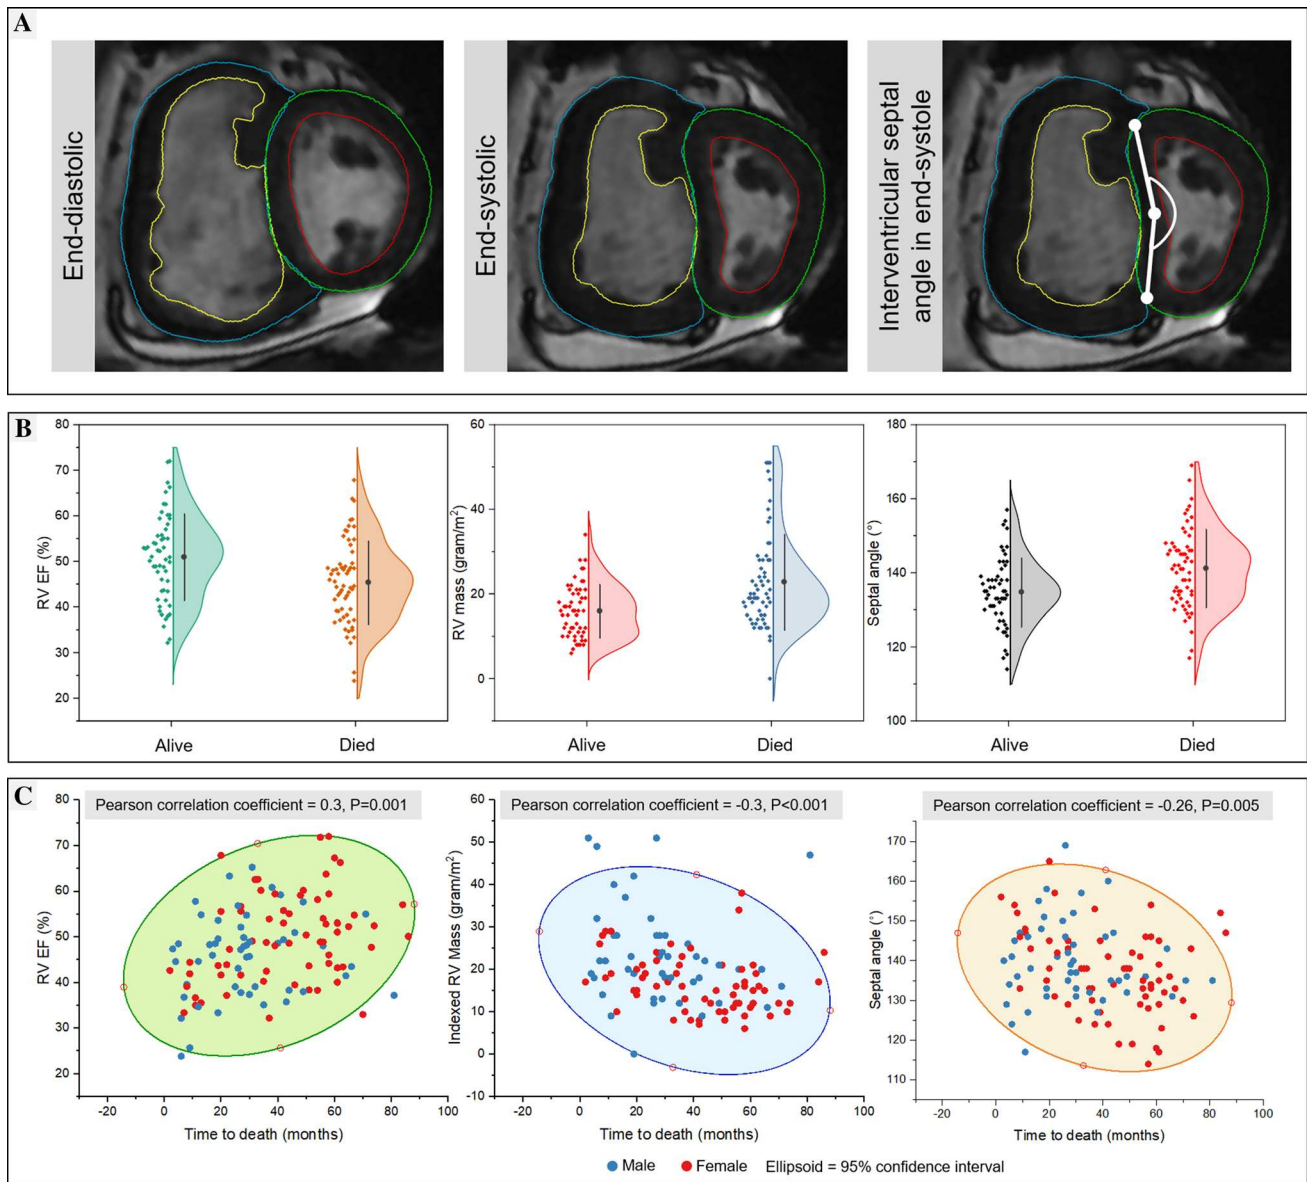 A
End-diastolic
End-systolic
Interventricular septal
angle in end-systole
B
RV EF (%)
80
70
60
50
40
30
20
Alive
Died
RV mass (gram/m²)
60
40
20
0
Alive
Died
Septal angle (°)
180
160
140
120
100
Alive
Died
C
Pearson correlation coefficient = 0.3, P=0.001
RV EF (%)
80
70
60
50
40
30
20
-20 0 20 40 60 80 100
Time to death (months)
Pearson correlation coefficient = -0.3, P<0.001
Indexed RV Mass (gram/m²)
60
50
40
30
20
10
0
-10
-20 0 20 40 60 80 100
Time to death (months)
Pearson correlation coefficient = -0.26, P=0.005
Septal angle (°)
170
160
150
140
130
120
110
-20 0 20 40 60 80 100
Time to death (months)
Male Female Ellipsoid = 95% confidence interval